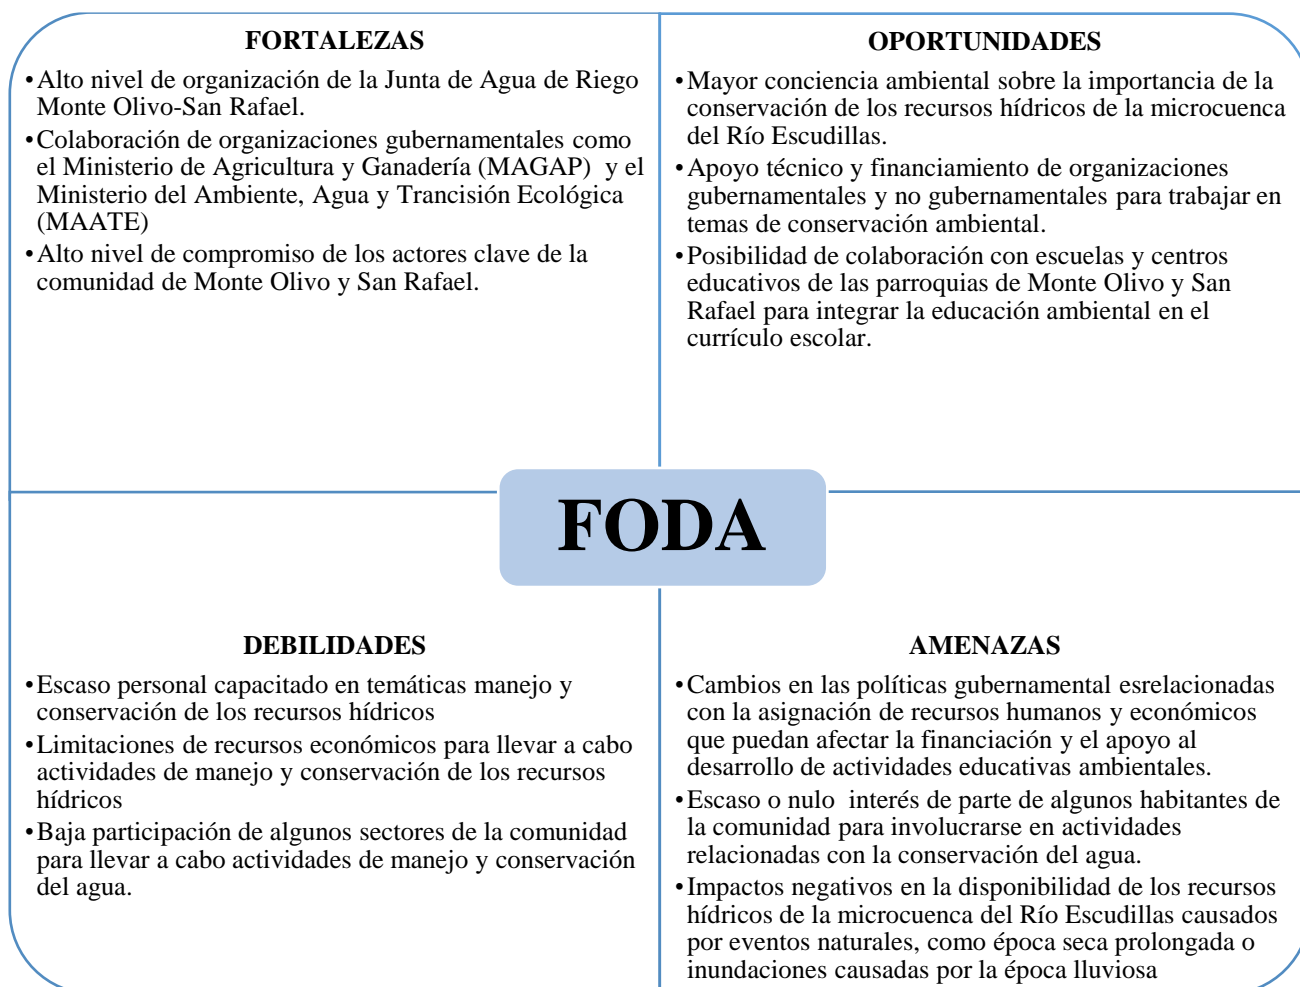 FORTALEZAS
•Alto nivel de organización de la Junta de Agua de Riego
Monte Olivo-San Rafael.
•Colaboración de organizaciones gubernamentales como
el Ministerio de Agricultura y Ganadería (MAGAP)  y el
Ministerio del Ambiente, Agua y Trancisión Ecológica
(MAATE)
•Alto nivel de compromiso de los actores clave de la
comunidad de Monte Olivo y San Rafael.
OPORTUNIDADES
•Mayor conciencia ambiental sobre la importancia de la
conservación de los recursos hídricos de la microcuenca
del Río Escudillas.
•Apoyo técnico y financiamiento de organizaciones
gubernamentales y no gubernamentales para trabajar en
temas de conservación ambiental.
•Posibilidad de colaboración con escuelas y centros
educativos de las parroquias de Monte Olivo y San
Rafael para integrar la educación ambiental en el
currículo escolar.
FODA
DEBILIDADES
•Escaso personal capacitado en temáticas manejo y
conservación de los recursos hídricos
•Limitaciones de recursos económicos para llevar a cabo
actividades de manejo y conservación de los recursos
hídricos
•Baja participación de algunos sectores de la comunidad
para llevar a cabo actividades de manejo y conservación
del agua.
AMENAZAS
•Cambios en las políticas gubernamental esrelacionadas
con la asignación de recursos humanos y económicos
que puedan afectar la financiación y el apoyo al
desarrollo de actividades educativas ambientales.
•Escaso o nulo  interés de parte de algunos habitantes de
la comunidad para involucrarse en actividades
relacionadas con la conservación del agua.
•Impactos negativos en la disponibilidad de los recursos
hídricos de la microcuenca del Río Escudillas causados
por eventos naturales, como época seca prolongada o
inundaciones causadas por la época lluviosa